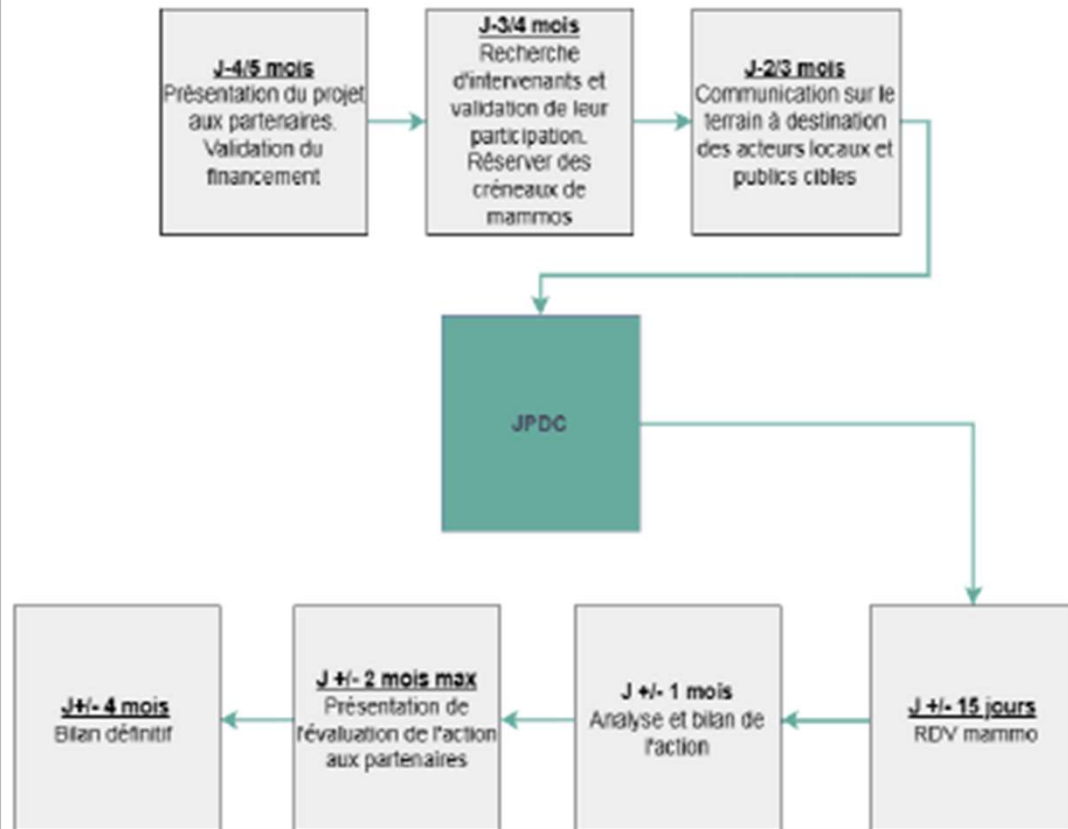 J-4/5 mois
Présentation du projet
aux partenaires.
Validation du
financement
J-3/4 mois
Recherche
d'intervenants et
validation de leur
participation.
Réserver des
créneaux de
mammos
J-2/3 mois
Communication sur le
terrain à destination
des acteurs locaux et
publics cibles
JPDC
J+/- 4 mois
Bilan définitif
J +/- 2 mois max
Présentation de
l'évaluation de l'action
aux partenaires
J +/- 1 mois
Analyse et bilan de
l'action
J +/- 15 jours
RDV mammo